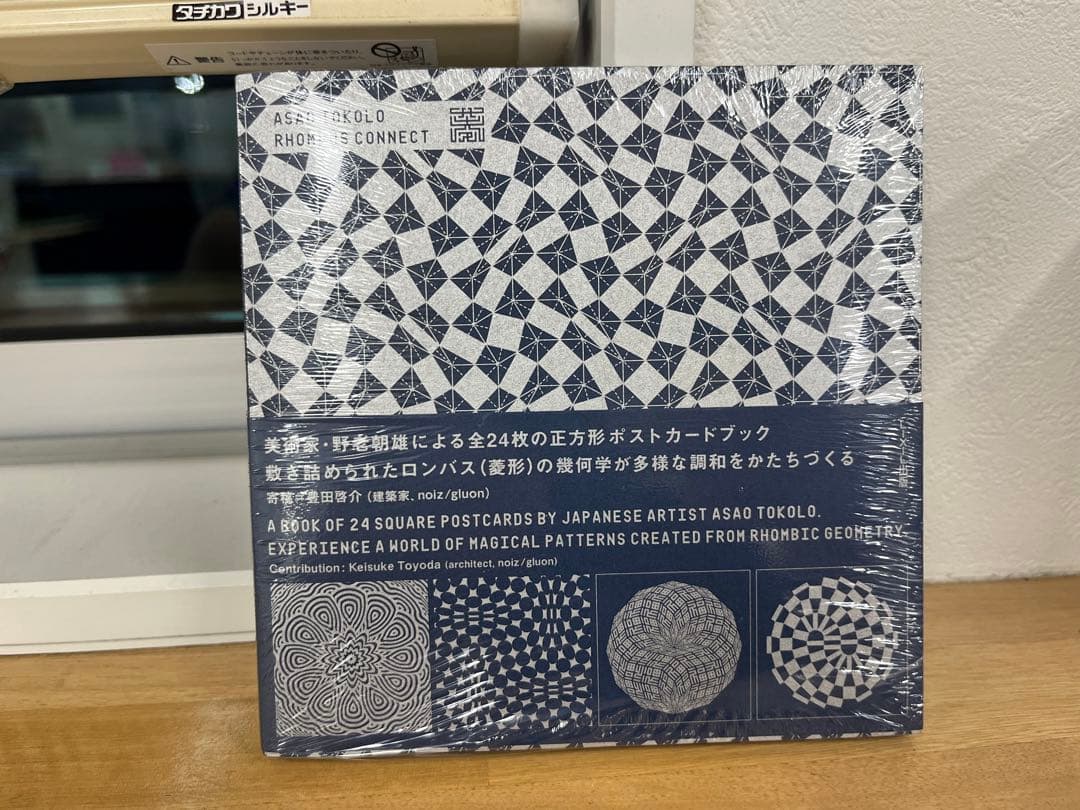 タチカワシルキー
警告
ASAO TOKOLO
RHOMBUS CONNECT
美術家・野老朝雄による全24枚の正方形ポストカードブック
敷き詰められたロンバス(菱形)の幾何学が多様な調和をかたちづくる
寄稿=豊田啓介(建築家、noiz/gluon)
A BOOK OF 24 SQUARE POSTCARDS BY JAPANESE ARTIST ASAO TOKOLO.
EXPERIENCE A WORLD OF MAGICAL PATTERNS CREATED FROM RHOMBIC GEOMETRY.
Contribution: Keisuke Toyoda (architect, noiz/gluon)